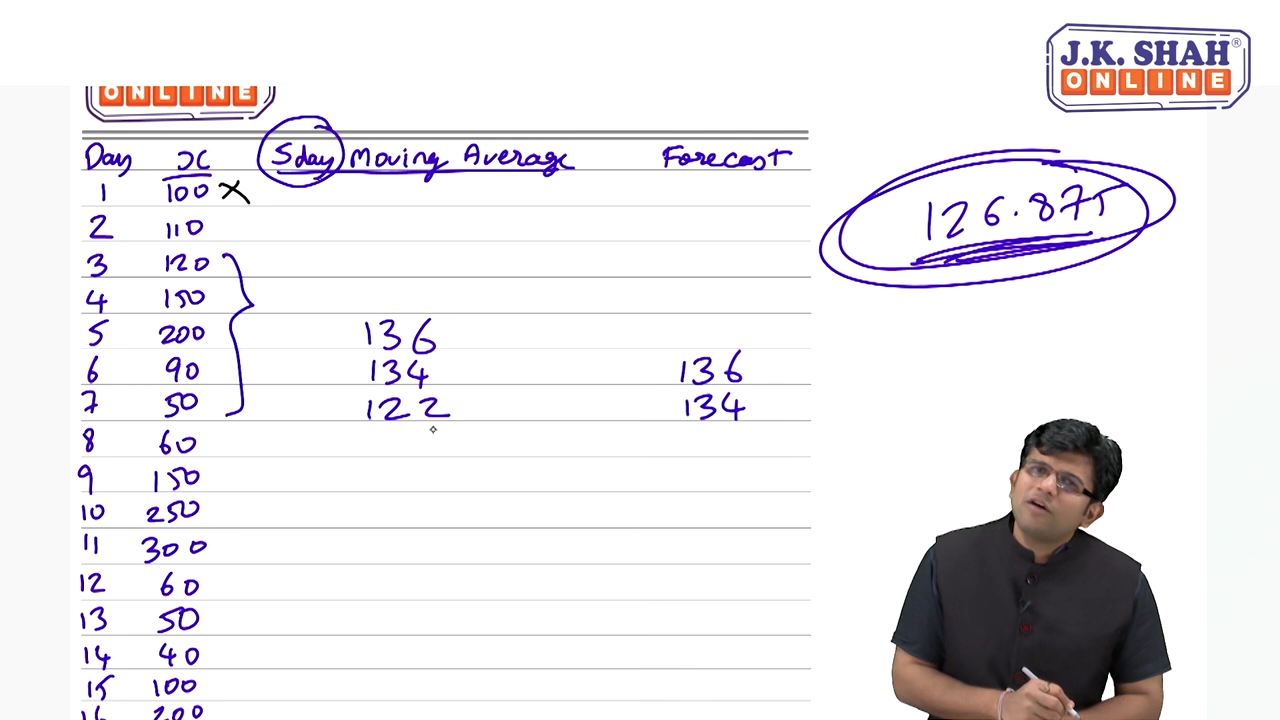 J.K. SHAH®
ONLINE
ONLINE
Day x 5day Moving Average Forecast
1 100 X
2 110
3 120
4 150
5 200 136
6 90 134 136
7 50 122 134
8 60
9 150
10 250
11 300
12 60
13 50
14 40
15 100
16 200
126.875